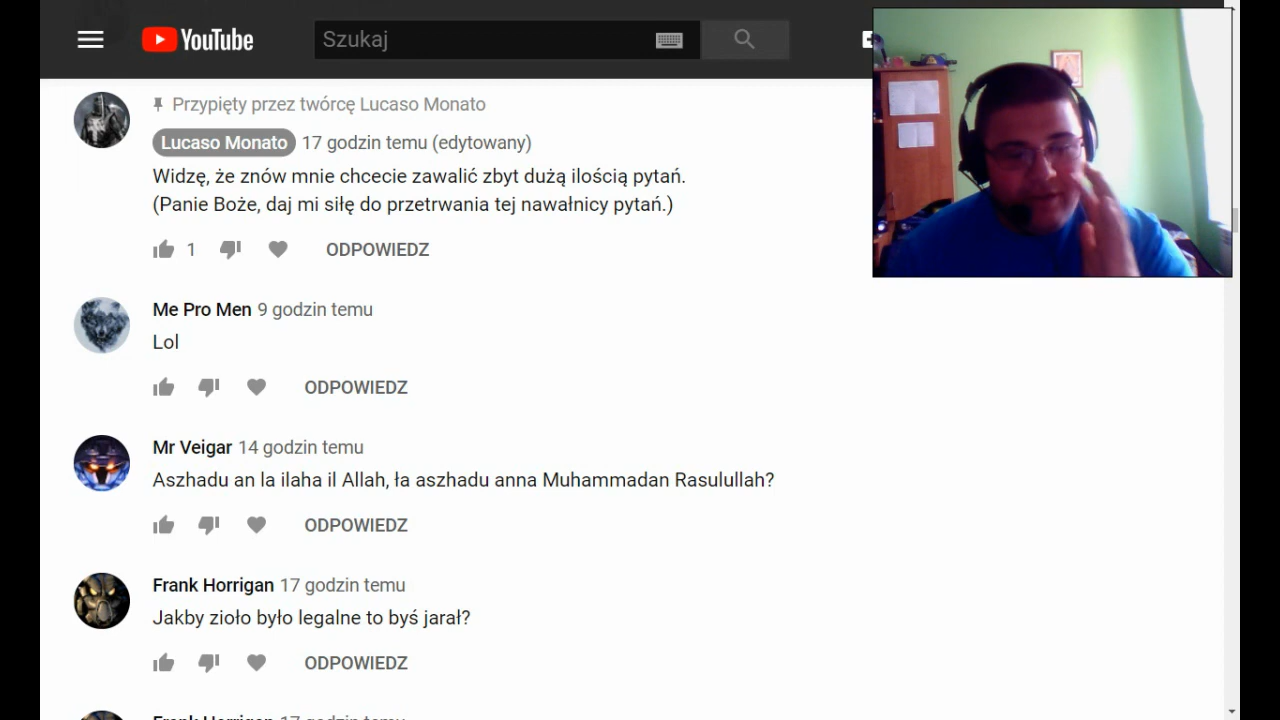 YouTube
Szukaj
Przypięty przez twórcę Lucaso Monato
Lucaso Monato 17 godzin temu (edytowany)
Widzę, że znów mnie chcecie zawalić zbyt dużą ilością pytań.
(Panie Boże, daj mi siłę do przetrwania tej nawałnicy pytań.)
1 ODPOWIEDZ
Me Pro Men 9 godzin temu
Lol
ODPOWIEDZ
Mr Veigar 14 godzin temu
Aszhadu an la ilaha il Allah, ła aszhadu anna Muhammadan Rasulullah?
ODPOWIEDZ
Frank Horrigan 17 godzin temu
Jakby zioło było legalne to byś jarał?
ODPOWIEDZ
Frank Horrigan 17 godzin temu